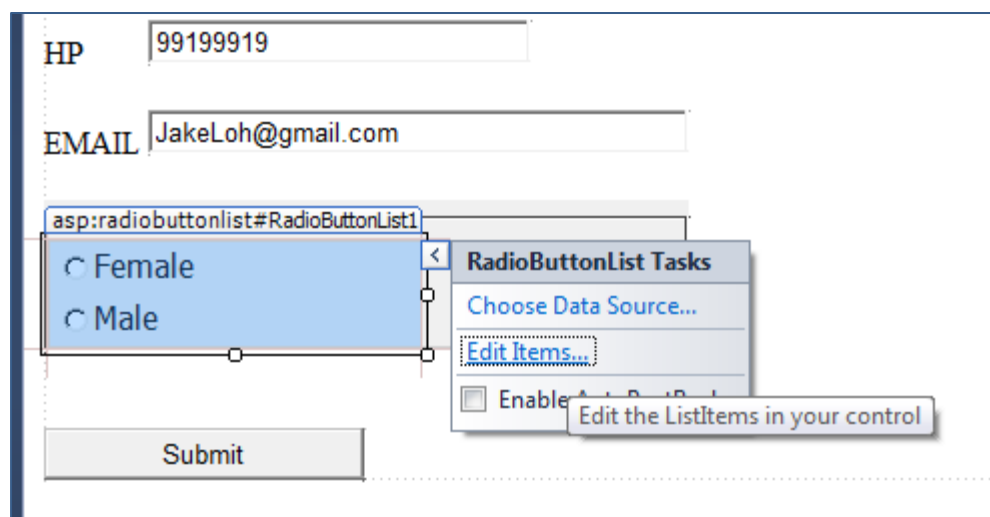 HP 99199919
EMAIL JakeLoh@gmail.com
asp:radiobuttonlist#RadioButtonList1
Female
Male
<
RadioButtonList Tasks
Choose Data Source...
Edit Items...
Enable
Edit the ListItems in your control
Submit